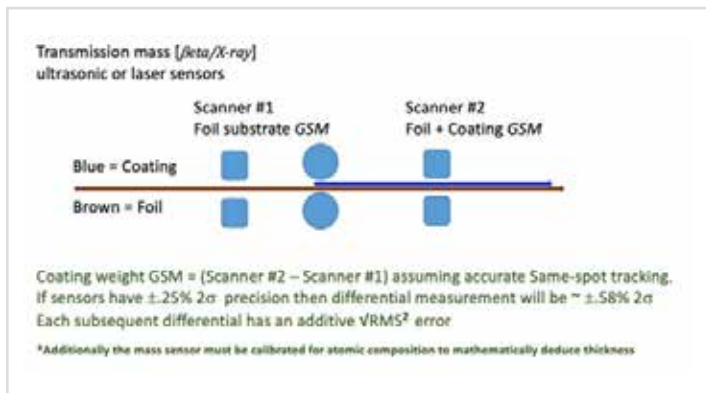 Transmission mass [βeta/X-ray]
ultrasonic or laser sensors
Scanner #1
Foil substrate GSM
Scanner #2
Foil + Coating GSM
Blue = Coating
Brown = Foil
Coating weight GSM = (Scanner #2 – Scanner #1) assuming accurate Same-spot tracking.
If sensors have ±.25% 2σ precision then differential measurement will be ~ ±.58% 2σ
Each subsequent differential has an additive √RMS² error
*Additionally the mass sensor must be calibrated for atomic composition to mathematically deduce thickness